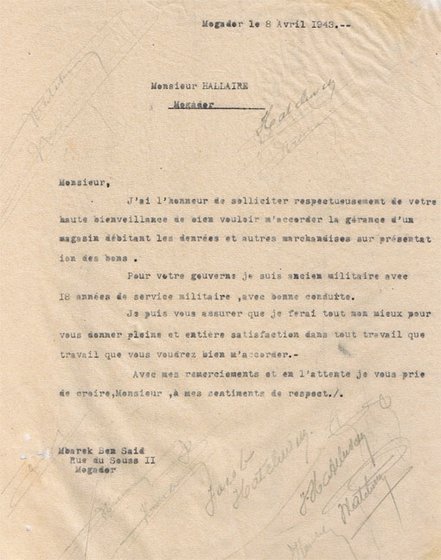 Mogador le 8 Avril 1943.--
Monsieur HALLAIRE
Mogador
Monsieur,
J'ai l'honneur de solliciter respectueusement de votre
haute bienveillance de bien vouloir m'accorder la gérance d'un
magasin débitant les denrées et autres marchandises sur présentat
ion des bons .
Pour votre gouverne je suis ancien militaire avec
18 années de service militaire ,avec bonne conduite.
Je puis vous assurer que je ferai tout mon mieux pour
vous donner pleine et entière satisfaction dans tout travail que
travail que vous voudrez bien m'accorder.-
Avec mes remerciements et en l'attente je vous prie
de croire,Monsieur ,à mes sentiments de respect./.
Mbarek Ben Said
Rue du Souss II
Mogador